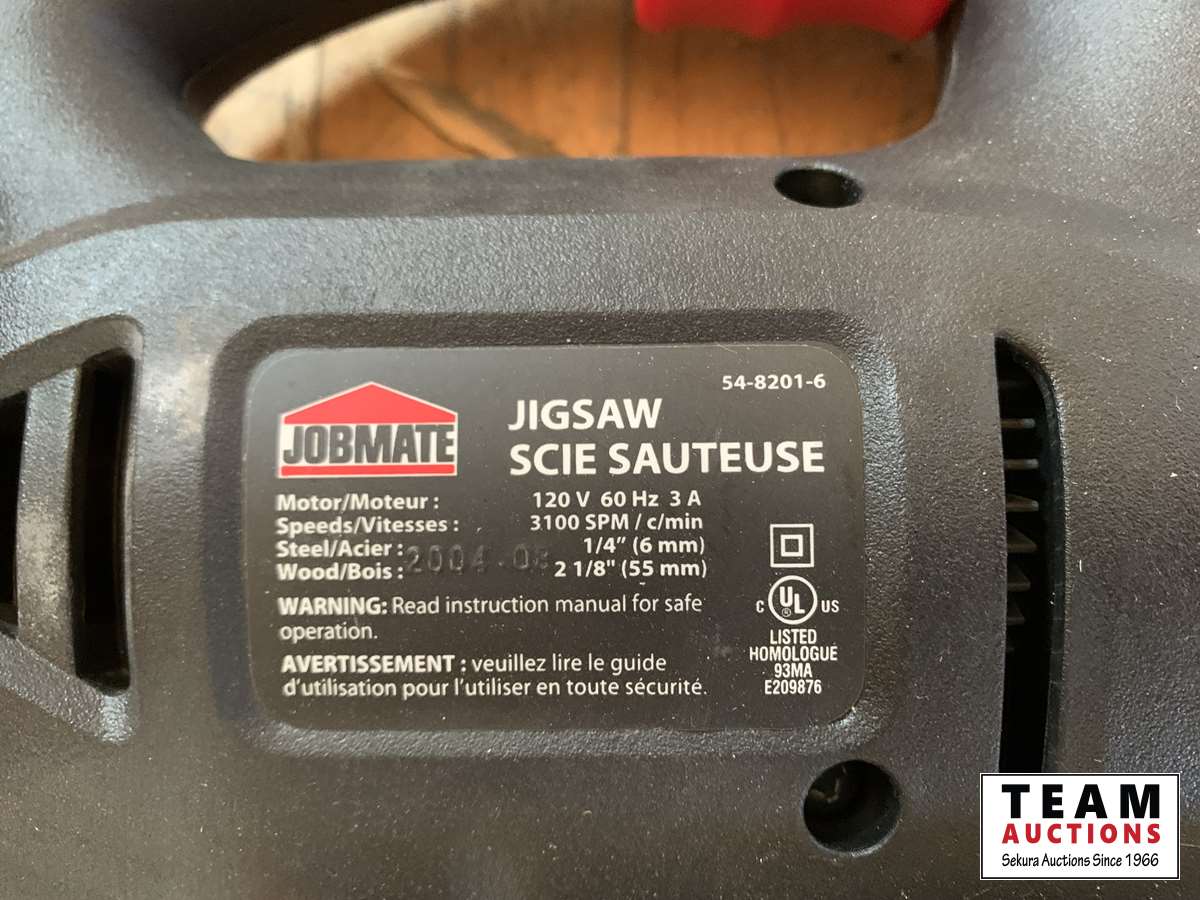 54-8201-6
JOBMATE
JIGSAW
SCIE SAUTEUSE
Motor/Moteur : 120 V 60 Hz 3 A
Speeds/Vitesses : 3100 SPM / c/min
Steel/Acier : 1/4" (6 mm)
2004
Wood/Bois : 2 1/8" (55 mm)
WARNING: Read instruction manual for safe
operation.
AVERTISSEMENT : veuillez lire le guide
d'utilisation pour l'utiliser en toute sécurité.
C UL US
®
LISTED
HOMOLOGUÉ
93MA
E209876
TEAM
AUCTIONS
Sekura Auctions Since 1966